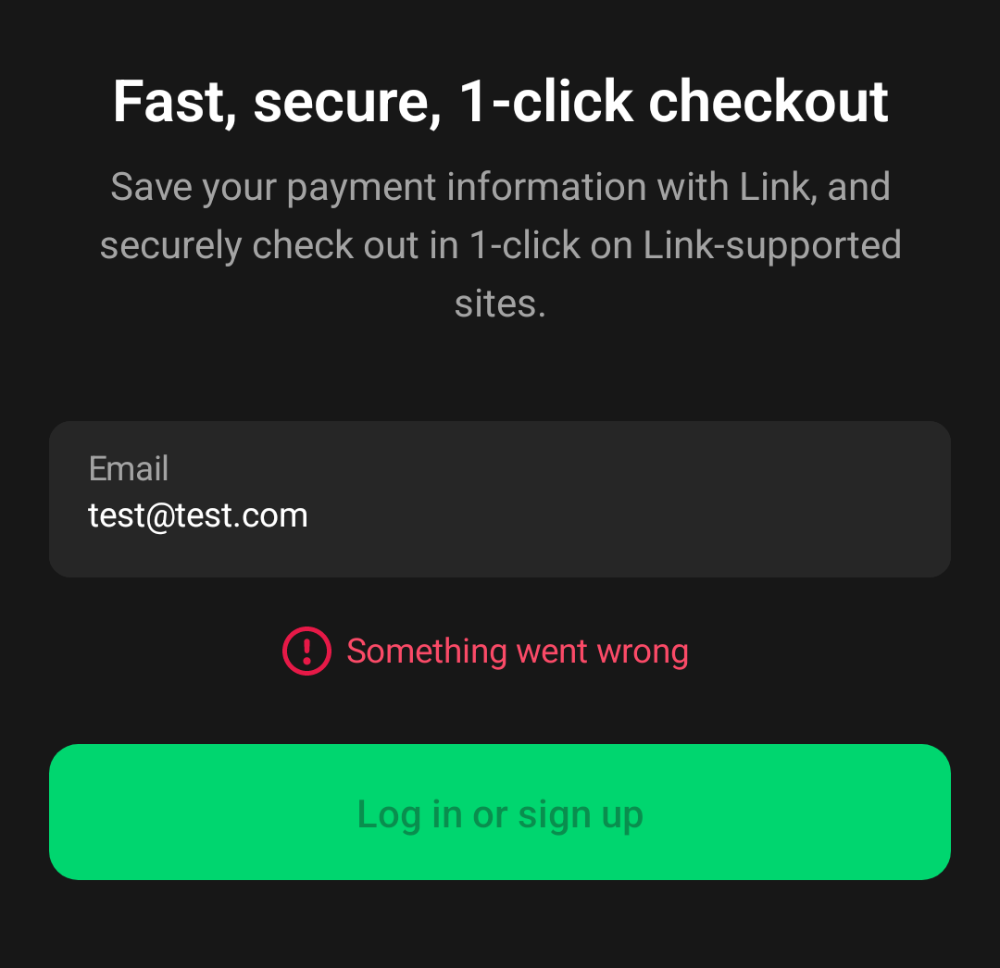 Fast, secure, 1-click checkout
Save your payment information with Link, and
securely check out in 1-click on Link-supported
sites.
Email
test@test.com
Something went wrong
Log in or sign up